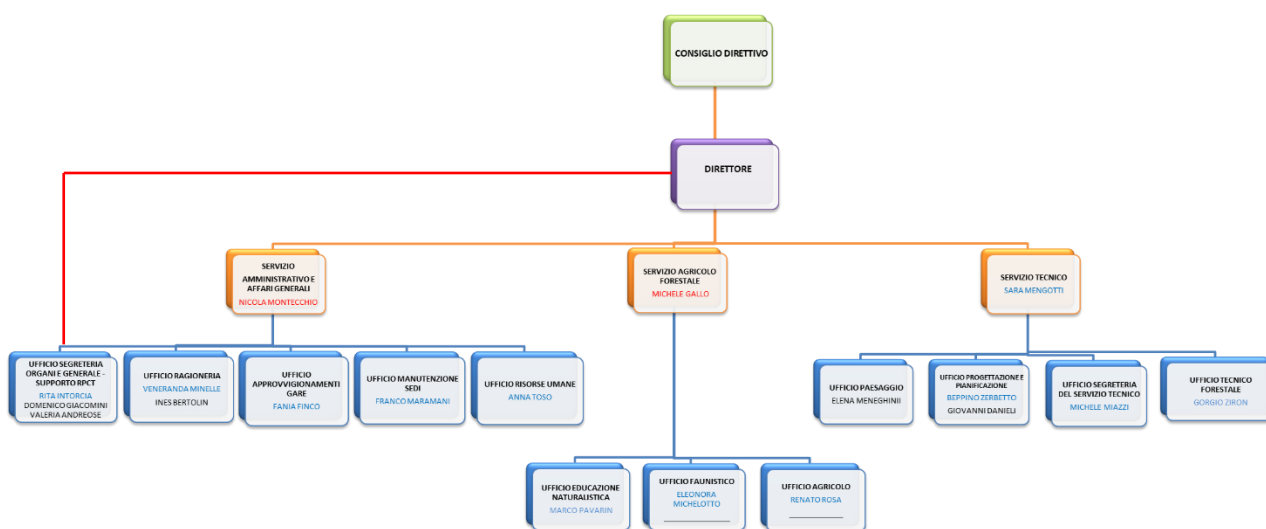 CONSIGLIO DIRETTIVO
DIRETTORE
SERVIZIO
AMMINISTRATIVO E
AFFARI GENERALI
NICOLA MONTECCHIO
SERVIZIO AGRICOLO
FORESTALE
MICHELE GALLO
SERVIZIO TECNICO
SARA MENGOTTI
UFFICIO SEGRETERIA
ORGANI E GENERALE -
SUPPORTO RPCT
RITA INTORCIA
DOMENICO GIACOMINI
VALERIA ANDREOSE
UFFICIO RAGIONERIA
VENERANDA MINELLE
INES BERTOLIN
UFFICIO
APPROVVIGIONAMENTI
GARE
FANIA FINCO
UFFICIO MANUTENZIONE
SEDI
FRANCO MARAMANI
UFFICIO RISORSE UMANE
ANNA TOSO
UFFICIO PAESAGGIO
ELENA MENEGHINII
UFFICIO PROGETTAZIONE E
PIANIFICAZIONE
BEPPINO ZERBETTO
GIOVANNI DANIELI
UFFICIO SEGRETERIA
DEL SERVIZIO TECNICO
MICHELE MIAZZI
UFFICIO TECNICO
FORESTALE
GORGIO ZIRON
UFFICIO EDUCAZIONE
NATURALISTICA
MARCO PAVARIN
UFFICIO FAUNISTICO
ELEONORA
MICHELOTTO
UFFICIO AGRICOLO
RENATO ROSA